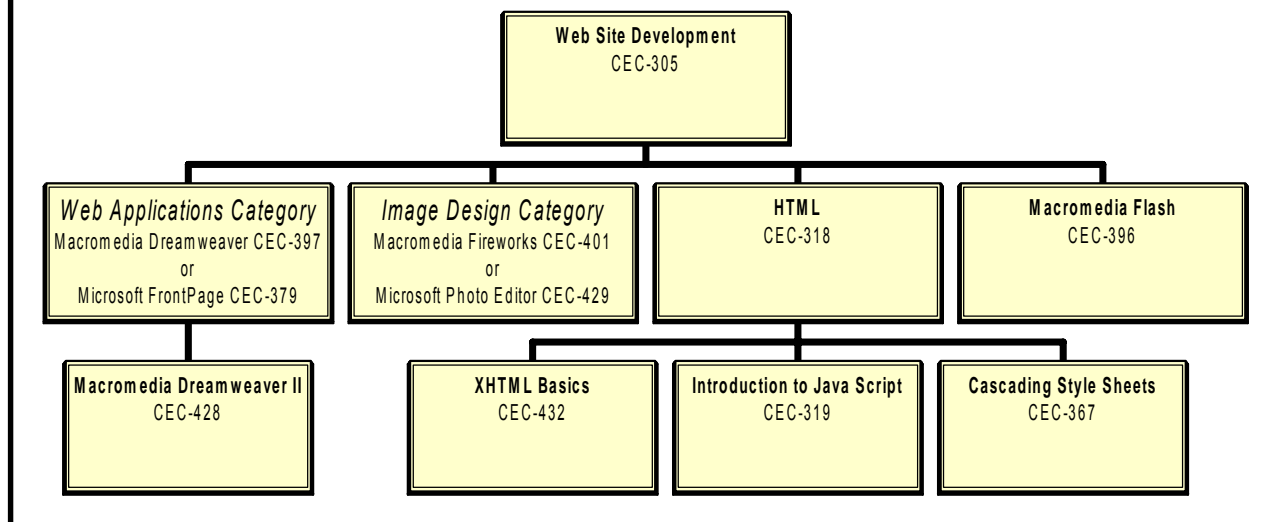 Web Site Development
CEC-305
Web Applications Category
Macromedia Dreamweaver CEC-397
or
Microsoft FrontPage CEC-379
Image Design Category
Macromedia Fireworks CEC-401
or
Microsoft Photo Editor CEC-429
HTML
CEC-318
Macromedia Flash
CEC-396
Macromedia Dreamweaver II
CEC-428
XHTML Basics
CEC-432
Introduction to Java Script
CEC-319
Cascading Style Sheets
CEC-367